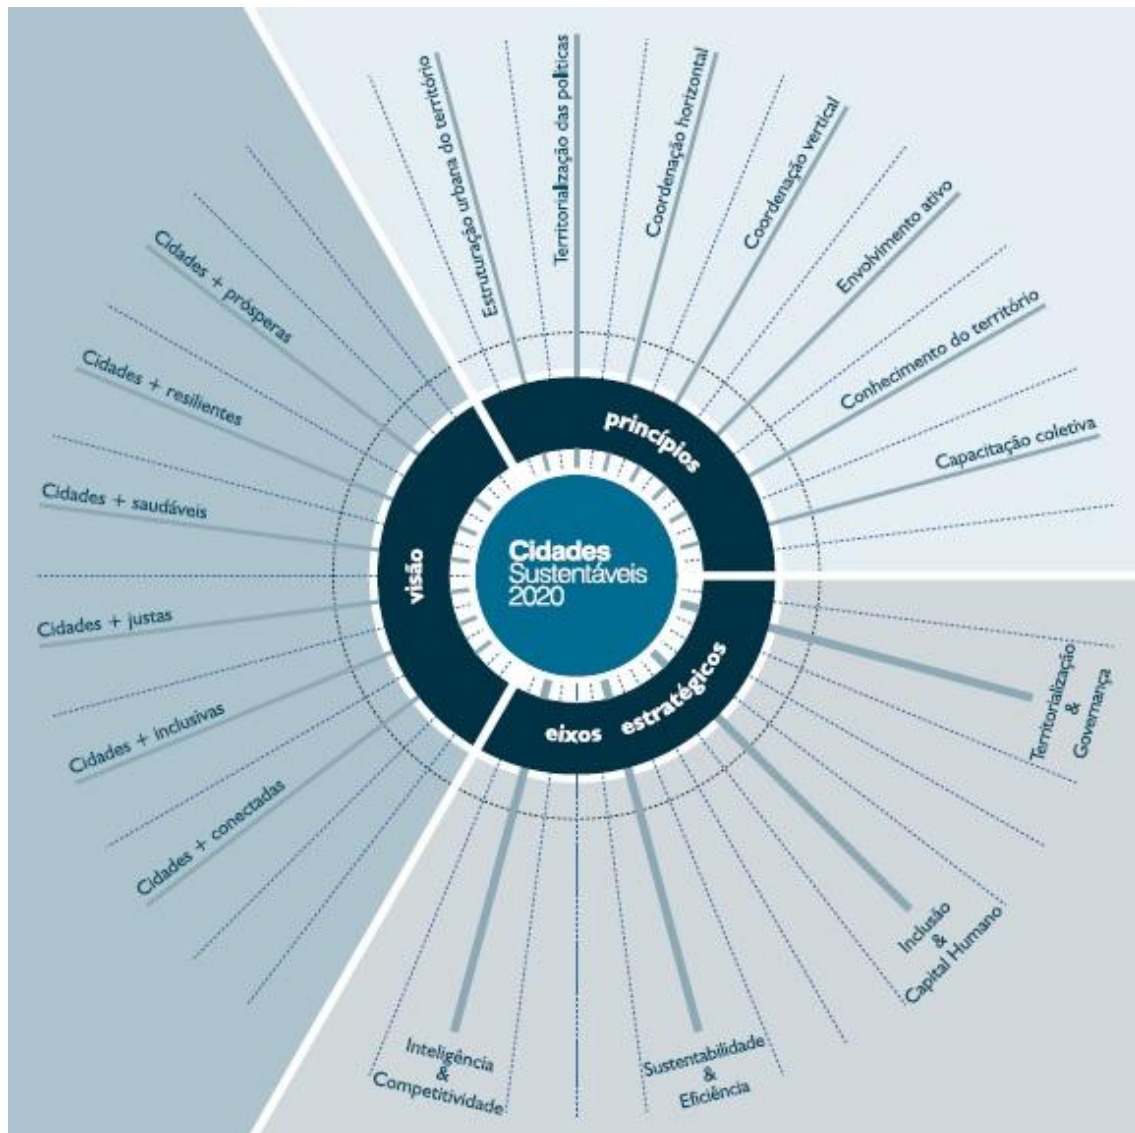 Cidades
Sustentáveis
2020
princípios
Estruturação urbana do território
Territorialização das políticas
Coordenação horizontal
Coordenação vertical
Envolvimento ativo
Conhecimento do território
Capacitação coletiva
eixos estratégicos
Territorialização
&
Governança
Inclusão
&
Capital Humano
Sustentabilidade
&
Eficiência
Inteligência
&
Competitividade
visão
Cidades + prósperas
Cidades + resilientes
Cidades + saudáveis
Cidades + justas
Cidades + inclusivas
Cidades + conectadas